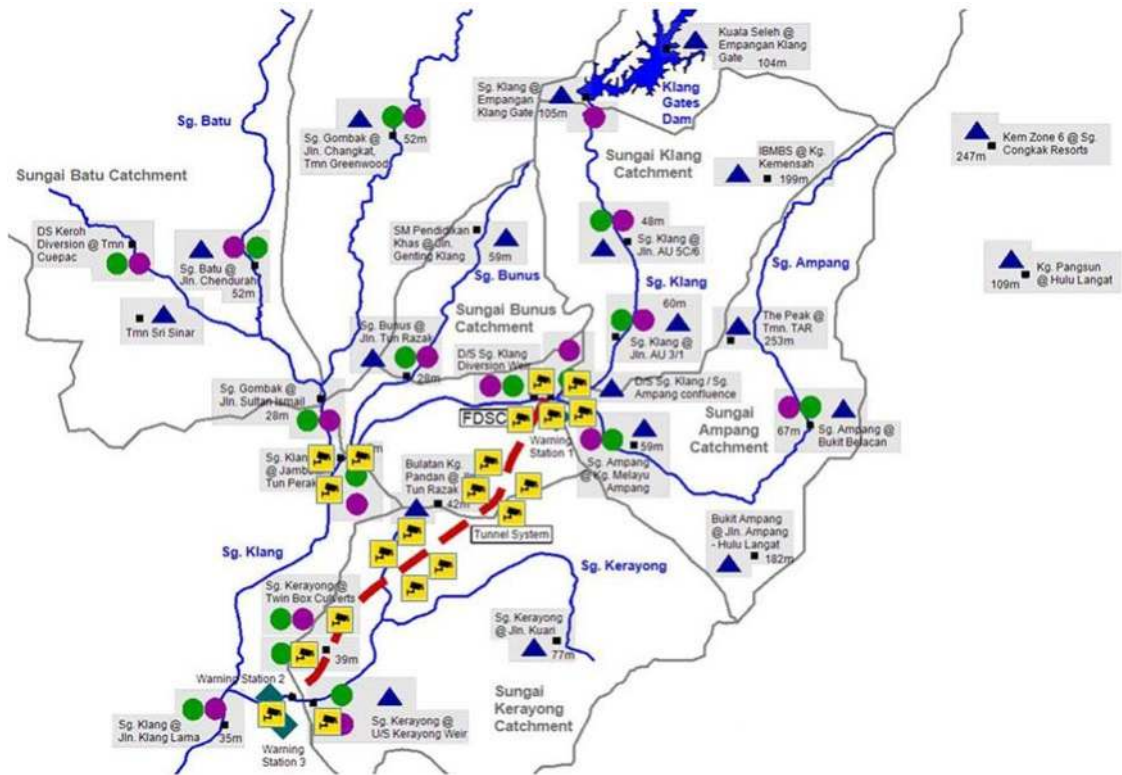 Kuala Seleh @
Empangan Klang
Gate
104m
Sg. Klang @
Empangan
Klang Gate
105m
Klang
Gates
Dam
Sg. Batu
Sg. Gombak @
Jln. Changkat,
Tmn Greenwood
52m
Sungai Klang
Catchment
IBMBS @ Kg.
Kemensah
199m
Kem Zone 6 @ Sg.
Congkak Resorts
247m
Sungai Batu Catchment
DS Keroh
Diversion @ Tmn
Cuepac
Sg. Batu @
Jln. Chendurah
52m
SM Pendidikan
Khas @ Jln.
Genting Klang
59m
Sg. Bunus
48m
Sg. Klang @
Jln. AU 5C/6
Sg. Klang
Sg. Ampang
Kg. Pangsun
@ Hulu Langat
109m
Tmn Sri Sinar
Sungai Bunus
Catchment
Sg. Bunus @
Jln. Tun Razak
28m
60m
Sg. Klang @
Jln. AU 3/1
The Peak @
Tmn. TAR
253m
D/S Sg. Klang
Diversion Weir
D/S Sg. Klang / Sg.
Ampang confluence
Sg. Gombak @
Jln. Sultan Ismail
28m
FDSC
Warning
Station 1
Sungai
Ampang
Catchment
67m
Sg. Ampang @
Bukit Belacan
59m
Sg. Ampang
@ Kg. Melayu
Ampang
Sg. Klan
@ Jamb
Tun Perak
Bulatan Kg.
Pandan @
Tun Razak
42m
Tunnel System
Bukit Ampang
@ Jln. Ampang
- Hulu Langat
182m
Sg. Klang
Sg. Kerayong
Sg. Kerayong @
Twin Box Culverts
Sg. Kerayong
@ Jln. Kuari
77m
39m
Warning Station 2
Sungai
Kerayong
Catchment
Sg. Klang @
Jln. Klang Lama
35m
Warning
Station 3
Sg. Kerayong @
U/S Kerayong Weir